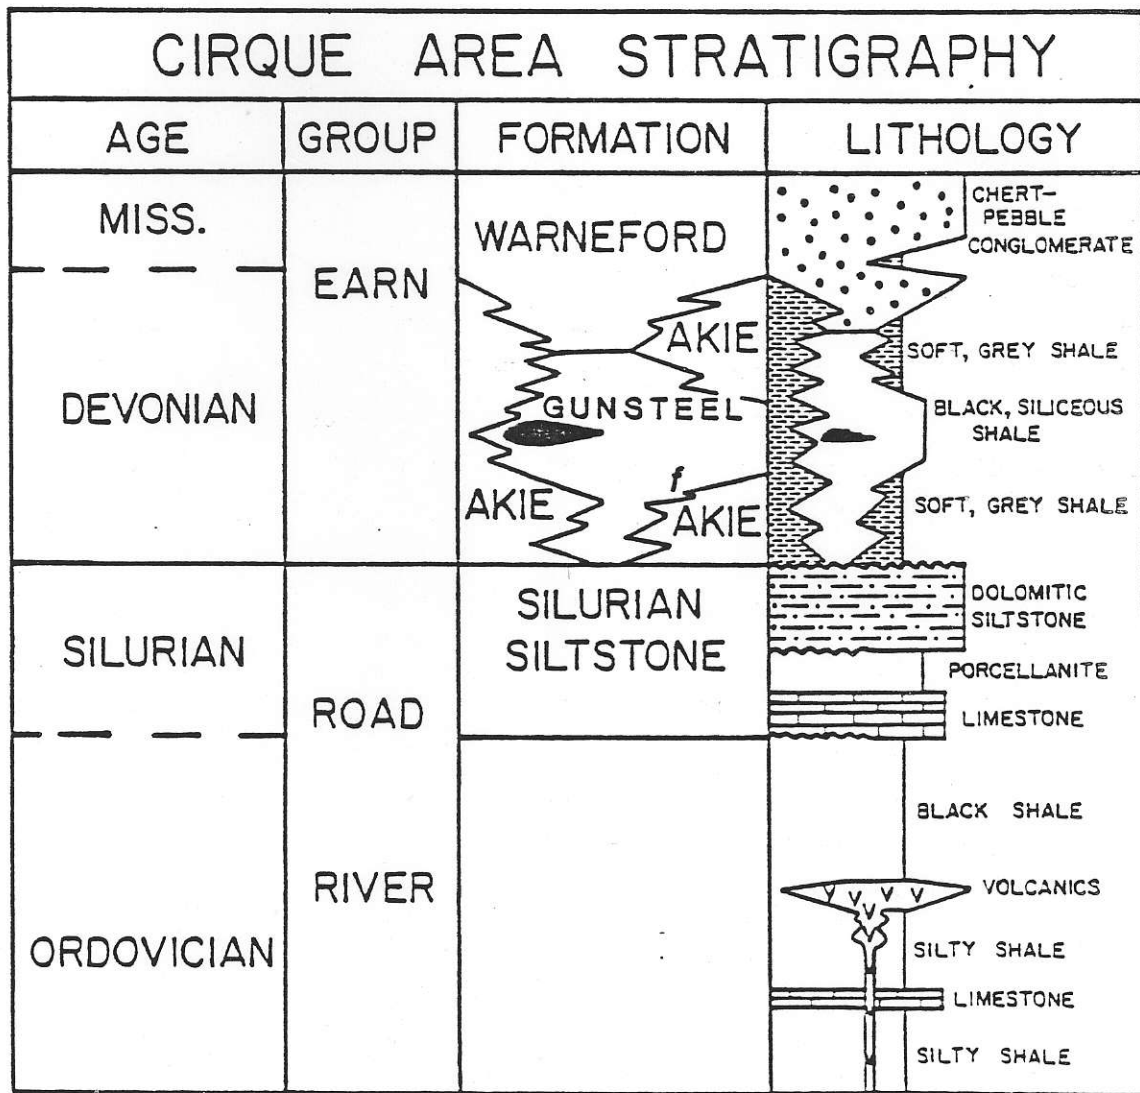 CIRQUE AREA STRATIGRAPHY
AGE
GROUP
FORMATION
LITHOLOGY
MISS.
DEVONIAN
SILURIAN
ORDOVICIAN
EARN
ROAD
RIVER
WARNEFORD
AKIE
GUNSTEEL
f
AKIE
AKIE
SILURIAN
SILTSTONE
CHERT-
PEBBLE
CONGLOMERATE
SOFT, GREY SHALE
BLACK, SILICEOUS
SHALE
SOFT, GREY SHALE
DOLOMITIC
SILTSTONE
PORCELLANITE
LIMESTONE
BLACK SHALE
VOLCANICS
SILTY SHALE
LIMESTONE
SILTY SHALE